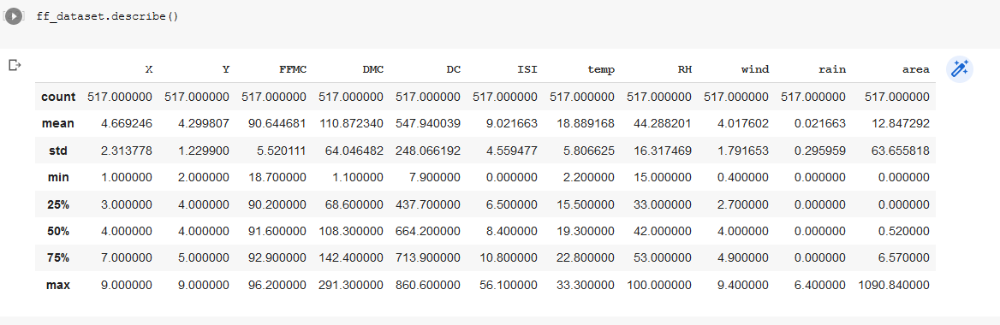 ff_dataset.describe()
X Y FFMC DMC DC ISI temp RH wind rain area
count 517.000000 517.000000 517.000000 517.000000 517.000000 517.000000 517.000000 517.000000 517.000000 517.000000 517.000000
mean 4.669246 4.299807 90.644681 110.872340 547.940039 9.021663 18.889168 44.288201 4.017602 0.021663 12.847292
std 2.313778 1.229900 5.520111 64.046482 248.066192 4.559477 5.806625 16.317469 1.791653 0.295959 63.655818
min 1.000000 2.000000 18.700000 1.100000 7.900000 0.000000 2.200000 15.000000 0.400000 0.000000 0.000000
25% 3.000000 4.000000 90.200000 68.600000 437.700000 6.500000 15.500000 33.000000 2.700000 0.000000 0.000000
50% 4.000000 4.000000 91.600000 108.300000 664.200000 8.400000 19.300000 42.000000 4.000000 0.000000 0.520000
75% 7.000000 5.000000 92.900000 142.400000 713.900000 10.800000 22.800000 53.000000 4.900000 0.000000 6.570000
max 9.000000 9.000000 96.200000 291.300000 860.600000 56.100000 33.300000 100.000000 9.400000 6.400000 1090.840000